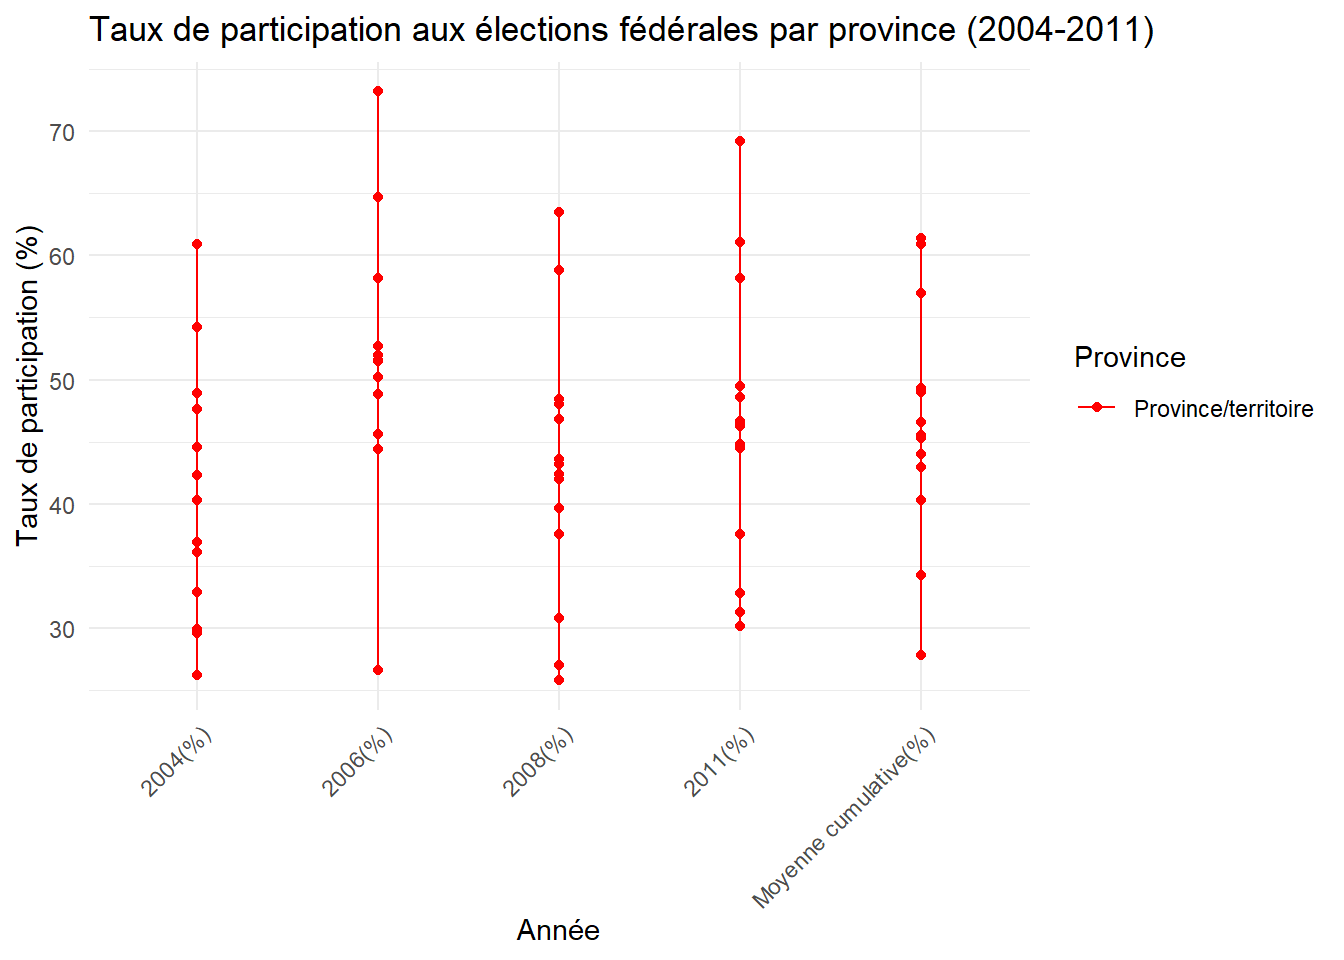 Taux de participation aux élections fédérales par province (2004-2011)
Taux de participation (%)
70
60
50
40
30
2004(%)
2006(%)
2008(%)
2011(%)
Moyenne cumulative(%)
Année
Province
Province/territoire